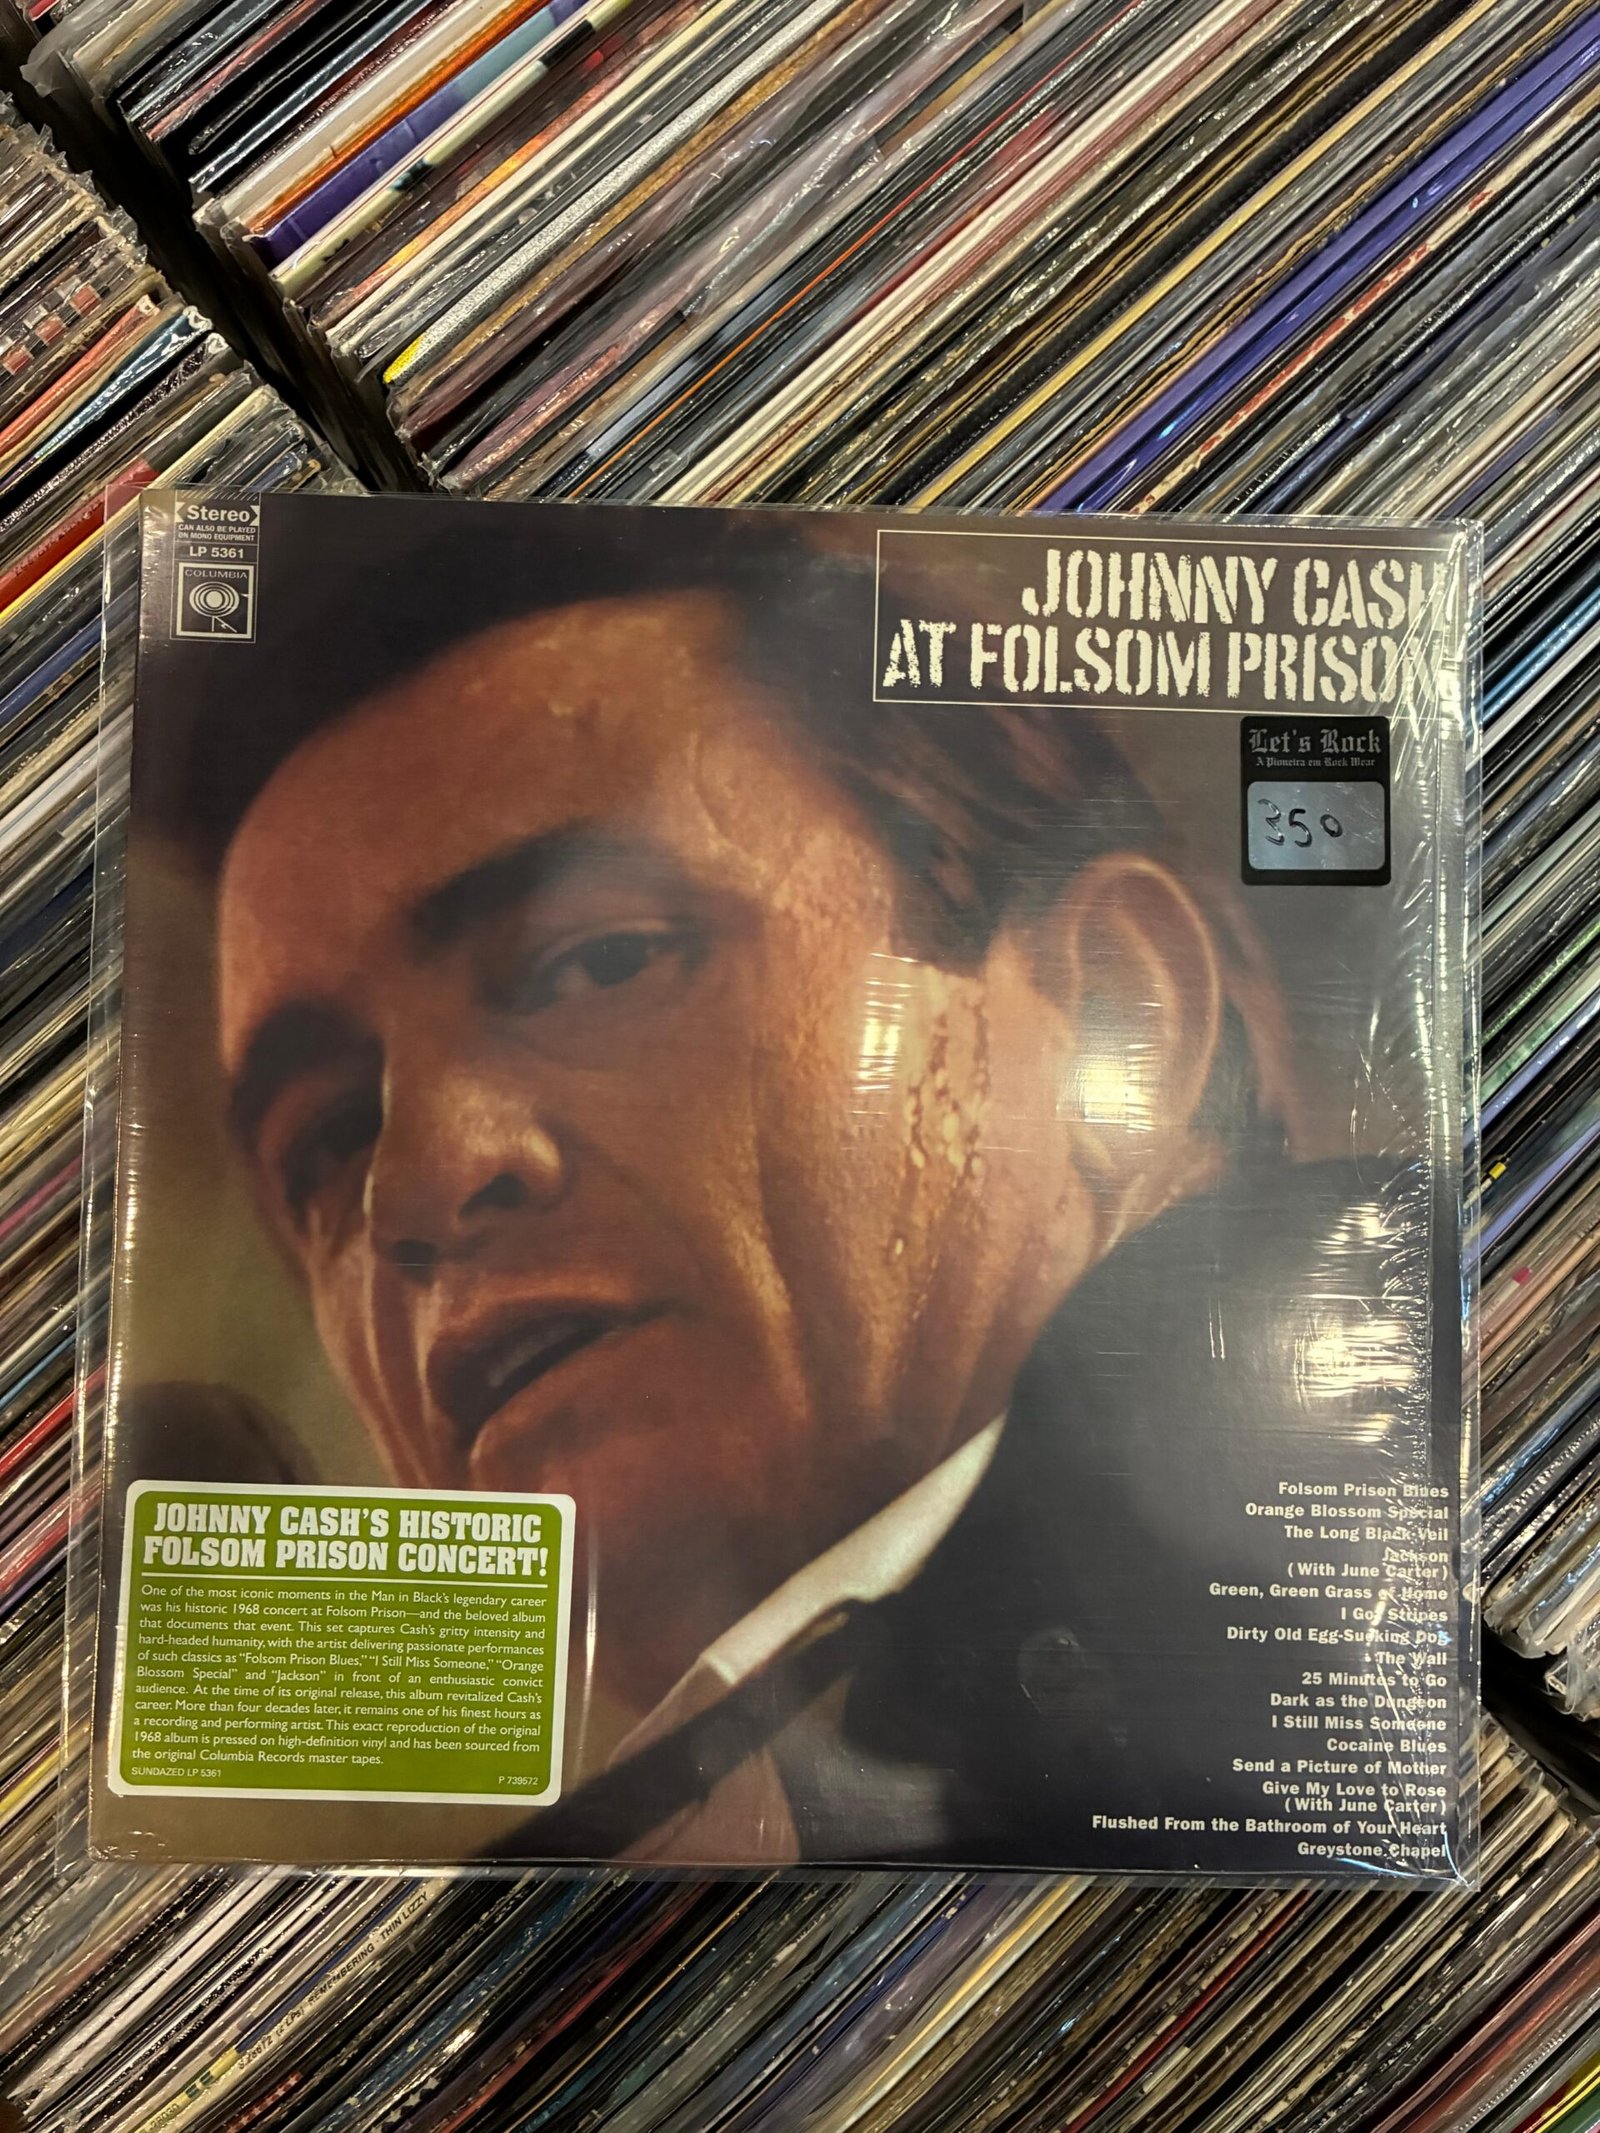 Stereo
CAN ALSO BE PLAYED
ON MONO EQUIPMENT
LP 5361
COLUMBIA
JOHNNY CASH
AT FOLSOM PRISON
Let's Rock
A Pioneira em Rock Wear
350
Folsom Prison Blues
Orange Blossom Special
The Long Black Veil
Jackson
(With June Carter)
Green, Green Grass of Home
I Got Stripes
Dirty Old Egg-Sucking Dog
The Wall
25 Minutes to Go
Dark as the Dungeon
I Still Miss Someone
Cocaine Blues
Send a Picture of Mother
Give My Love to Rose
(With June Carter)
Flushed From the Bathroom of Your Heart
Greystone Chapel
JOHNNY CASH'S HISTORIC
FOLSOM PRISON CONCERT!
One of the most iconic moments in the Man in Black's legendary career
was his historic 1968 concert at Folsom Prison—and the beloved album
that documents that event. This set captures Cash's gritty intensity and
hard-headed humanity, with the artist delivering passionate performances
of such classics as "Folsom Prison Blues," "I Still Miss Someone," "Orange
Blossom Special" and "Jackson" in front of an enthusiastic convict
audience. At the time of its original release, this album revitalized Cash's
career. More than four decades later, it remains one of his finest hours as
a recording and performing artist. This exact reproduction of the original
1968 album is pressed on high-definition vinyl and has been sourced from
the original Columbia Records master tapes.
SUNDAZED LP 5361
P 739572
REMEMBERING - THIN LIZZY